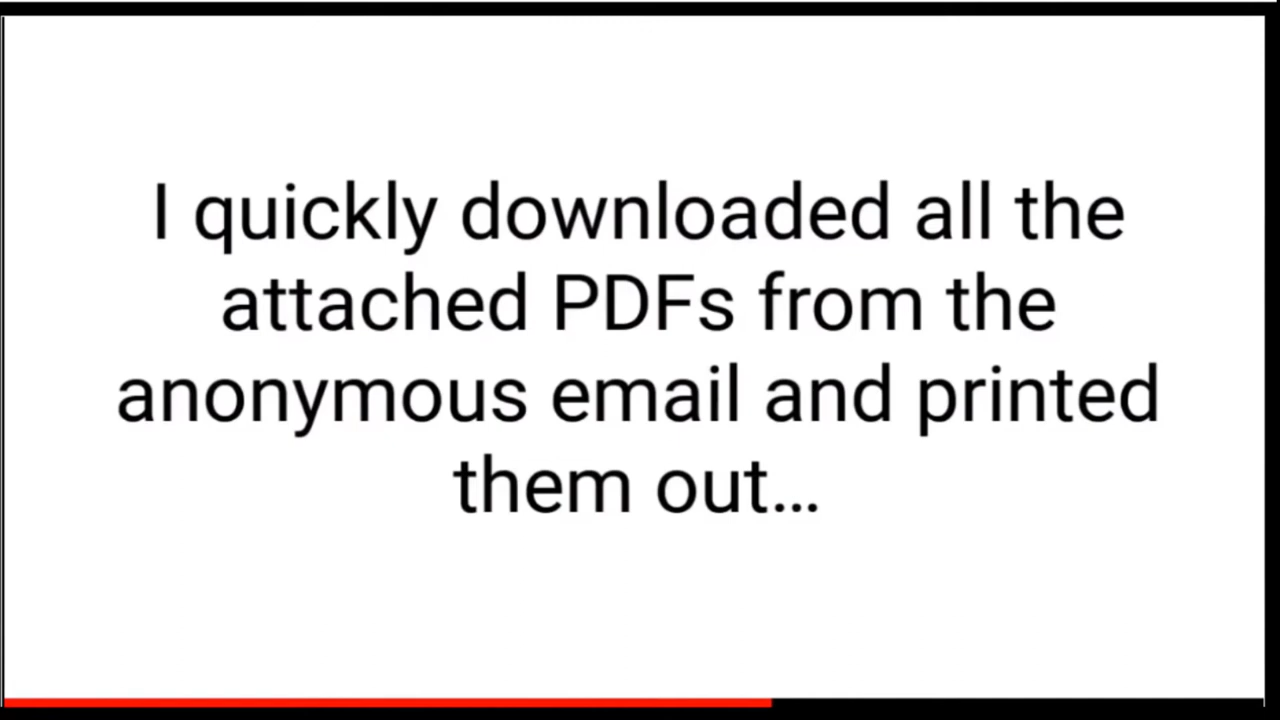 I quickly downloaded all the
attached PDFs from the
anonymous email and printed
them out...